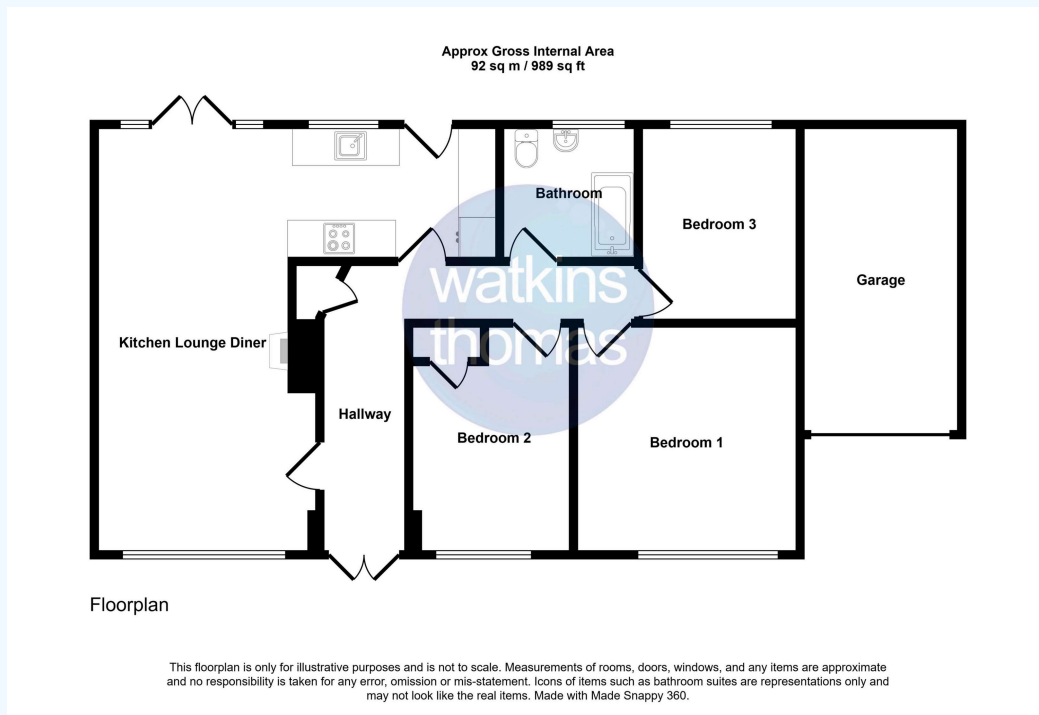 Approx Gross Internal Area
92 sq m / 989 sq ft
Bathroom
Bedroom 3
Garage
watkins
thomas
Kitchen Lounge Diner
Hallway
Bedroom 2
Bedroom 1
Floorplan
This floorplan is only for illustrative purposes and is not to scale. Measurements of rooms, doors, windows, and any items are approximate
and no responsibility is taken for any error, omission or mis-statement. Icons of items such as bathroom suites are representations only and
may not look like the real items. Made with Made Snappy 360.